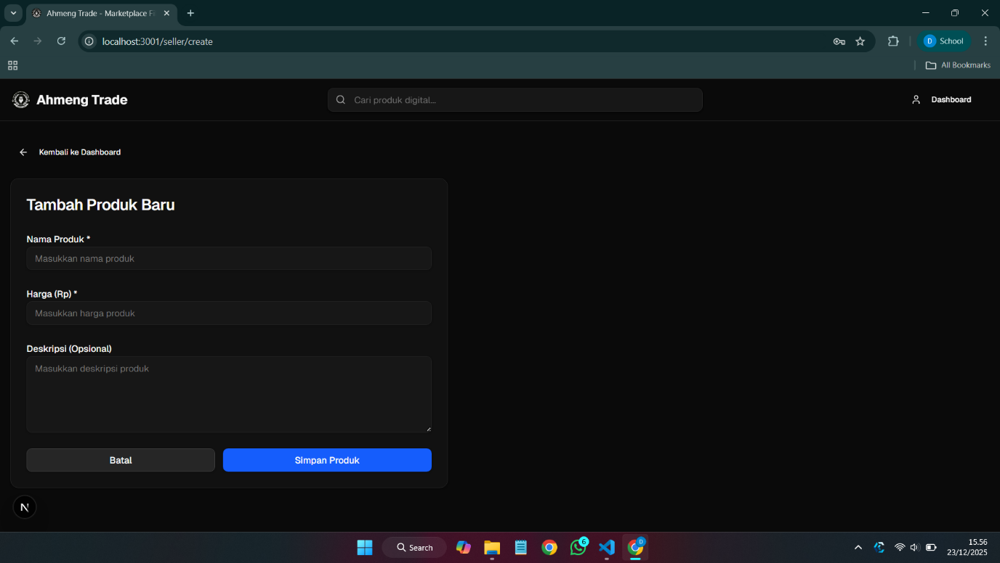 Ahmeng Trade - Marketplace Fi
localhost:3001/seller/create
D School
All Bookmarks
Ahmeng Trade
Cari produk digital...
Dashboard
Kembali ke Dashboard
Tambah Produk Baru
Nama Produk *
Masukkan nama produk
Harga (Rp) *
Masukkan harga produk
Deskripsi (Opsional)
Masukkan deskripsi produk
Batal
Simpan Produk
N
Search
6
D
15.56
23/12/2025